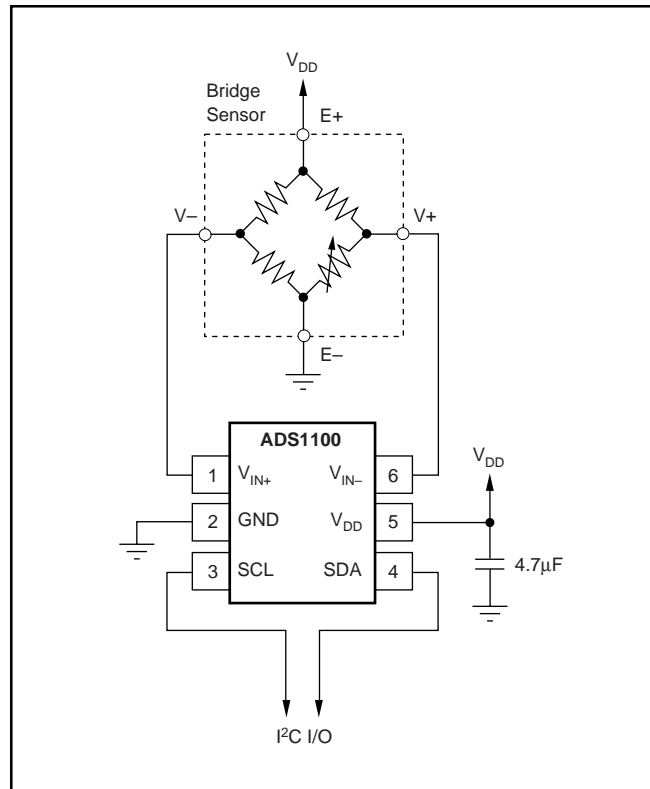 V_DD
Bridge
Sensor
E+
V–
V+
E–
ADS1100
1 V_IN+ V_IN– 6
2 GND V_DD 5
3 SCL SDA 4
V_DD
4.7µF
I²C I/O